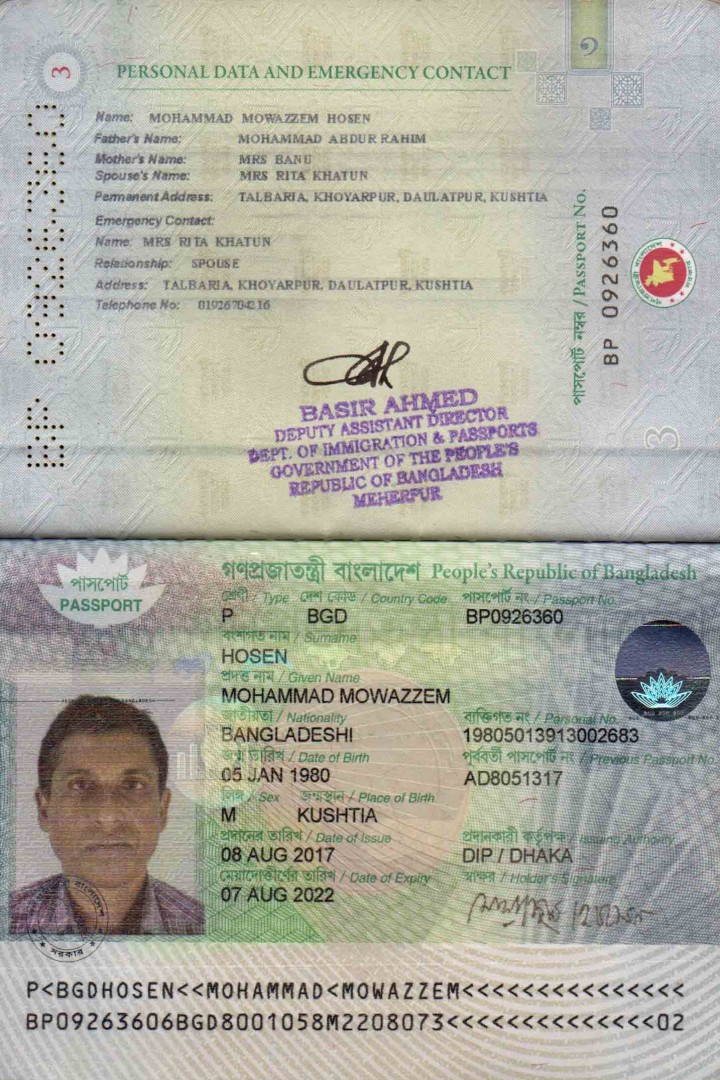 3
PERSONAL DATA AND EMERGENCY CONTACT
Name: MOHAMMAD MOWAZZEM HOSEN
Father's Name: MOHAMMAD ABDUR RAHIM
Mother's Name: MRS BANU
Spouse's Name: MRS RITA KHATUN
Permanent Address: TALBARIA, KHOYARPUR, DAULATPUR, KUSHTIA
Emergency Contact:
Name: MRS RITA KHATUN
Relationship: SPOUSE
Address: TALBARIA, KHOYARPUR, DAULATPUR, KUSHTIA
Telephone No: 01926704216
পাসপোর্ট নম্বর / PASSPORT NO.
BP 0926360
BP 0926360
BASIR AHMED
DEPUTY ASSISTANT DIRECTOR
DEPT. OF IMMIGRATION & PASSPORTS
GOVERNMENT OF THE PEOPLE'S
REPUBLIC OF BANGLADESH
MEHERPUR
3
পাসপোর্ট
PASSPORT
গণপ্রজাতন্ত্রী বাংলাদেশ People's Republic of Bangladesh
শ্রেণী / Type দেশ কোড / Country Code পাসপোর্ট নং / Passport No.
P BGD BP0926360
বংশগত নাম / Surname
HOSEN
প্রদত্ত নাম / Given Name
MOHAMMAD MOWAZZEM
জাতীয়তা / Nationality ব্যক্তিগত নং / Personal No.
BANGLADESHI 19805013913002683
জন্ম তারিখ / Date of Birth পূর্ববর্তী পাসপোর্ট নং / Previous Passport No.
05 JAN 1980 AD8051317
লিঙ্গ / Sex জন্মস্থান / Place of Birth
M KUSHTIA
প্রদানের তারিখ / Date of Issue প্রদানকারী কর্তৃপক্ষ / Issuing Authority
08 AUG 2017 DIP / DHAKA
মেয়াদোত্তীর্ণের তারিখ / Date of Expiry স্বাক্ষর / Holder's Signature
07 AUG 2022
সরকার
P<BGDHOSEN<<MOHAMMAD<MOWAZZEM<<<<<<<<<<<<<<<
BP09263606BGD8001058M2208073<<<<<<<<<<<<<<02